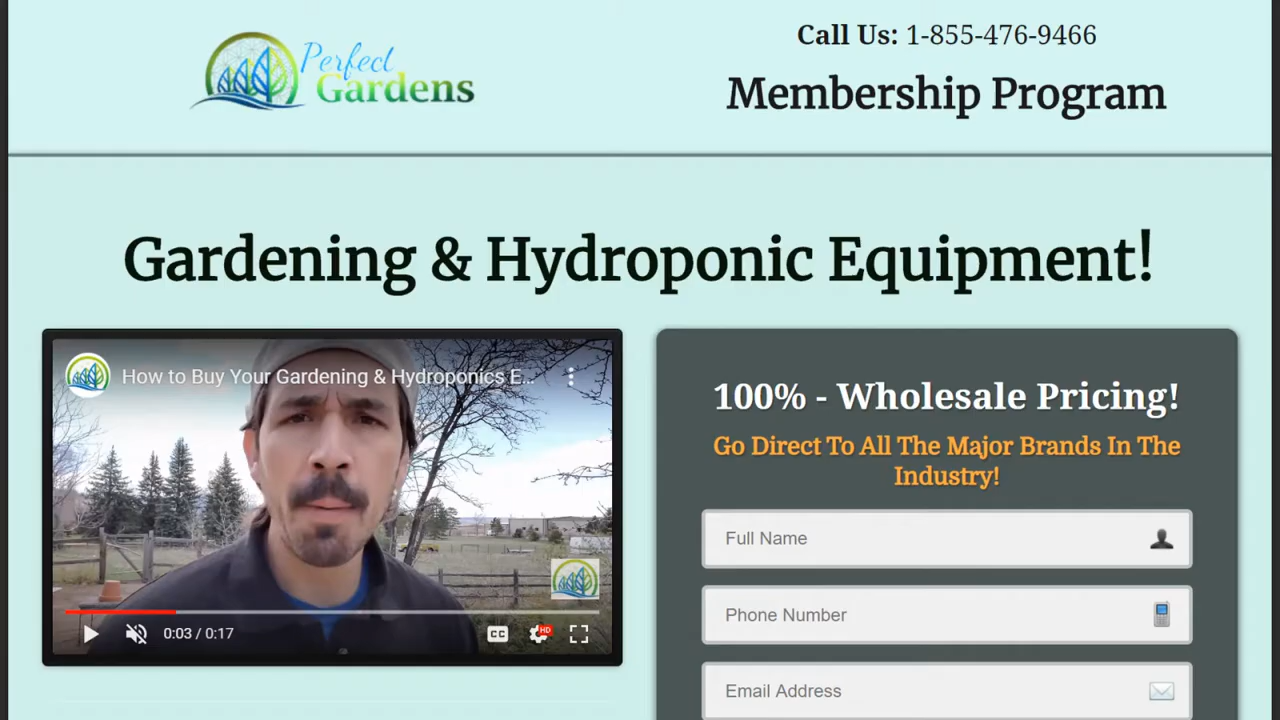 Perfect
Gardens
Call Us: 1-855-476-9466
Membership Program
Gardening & Hydroponic Equipment!
How to Buy Your Gardening & Hydroponics E...
0:03 / 0:17
CC
HD
100% - Wholesale Pricing!
Go Direct To All The Major Brands In The
Industry!
Full Name
Phone Number
Email Address